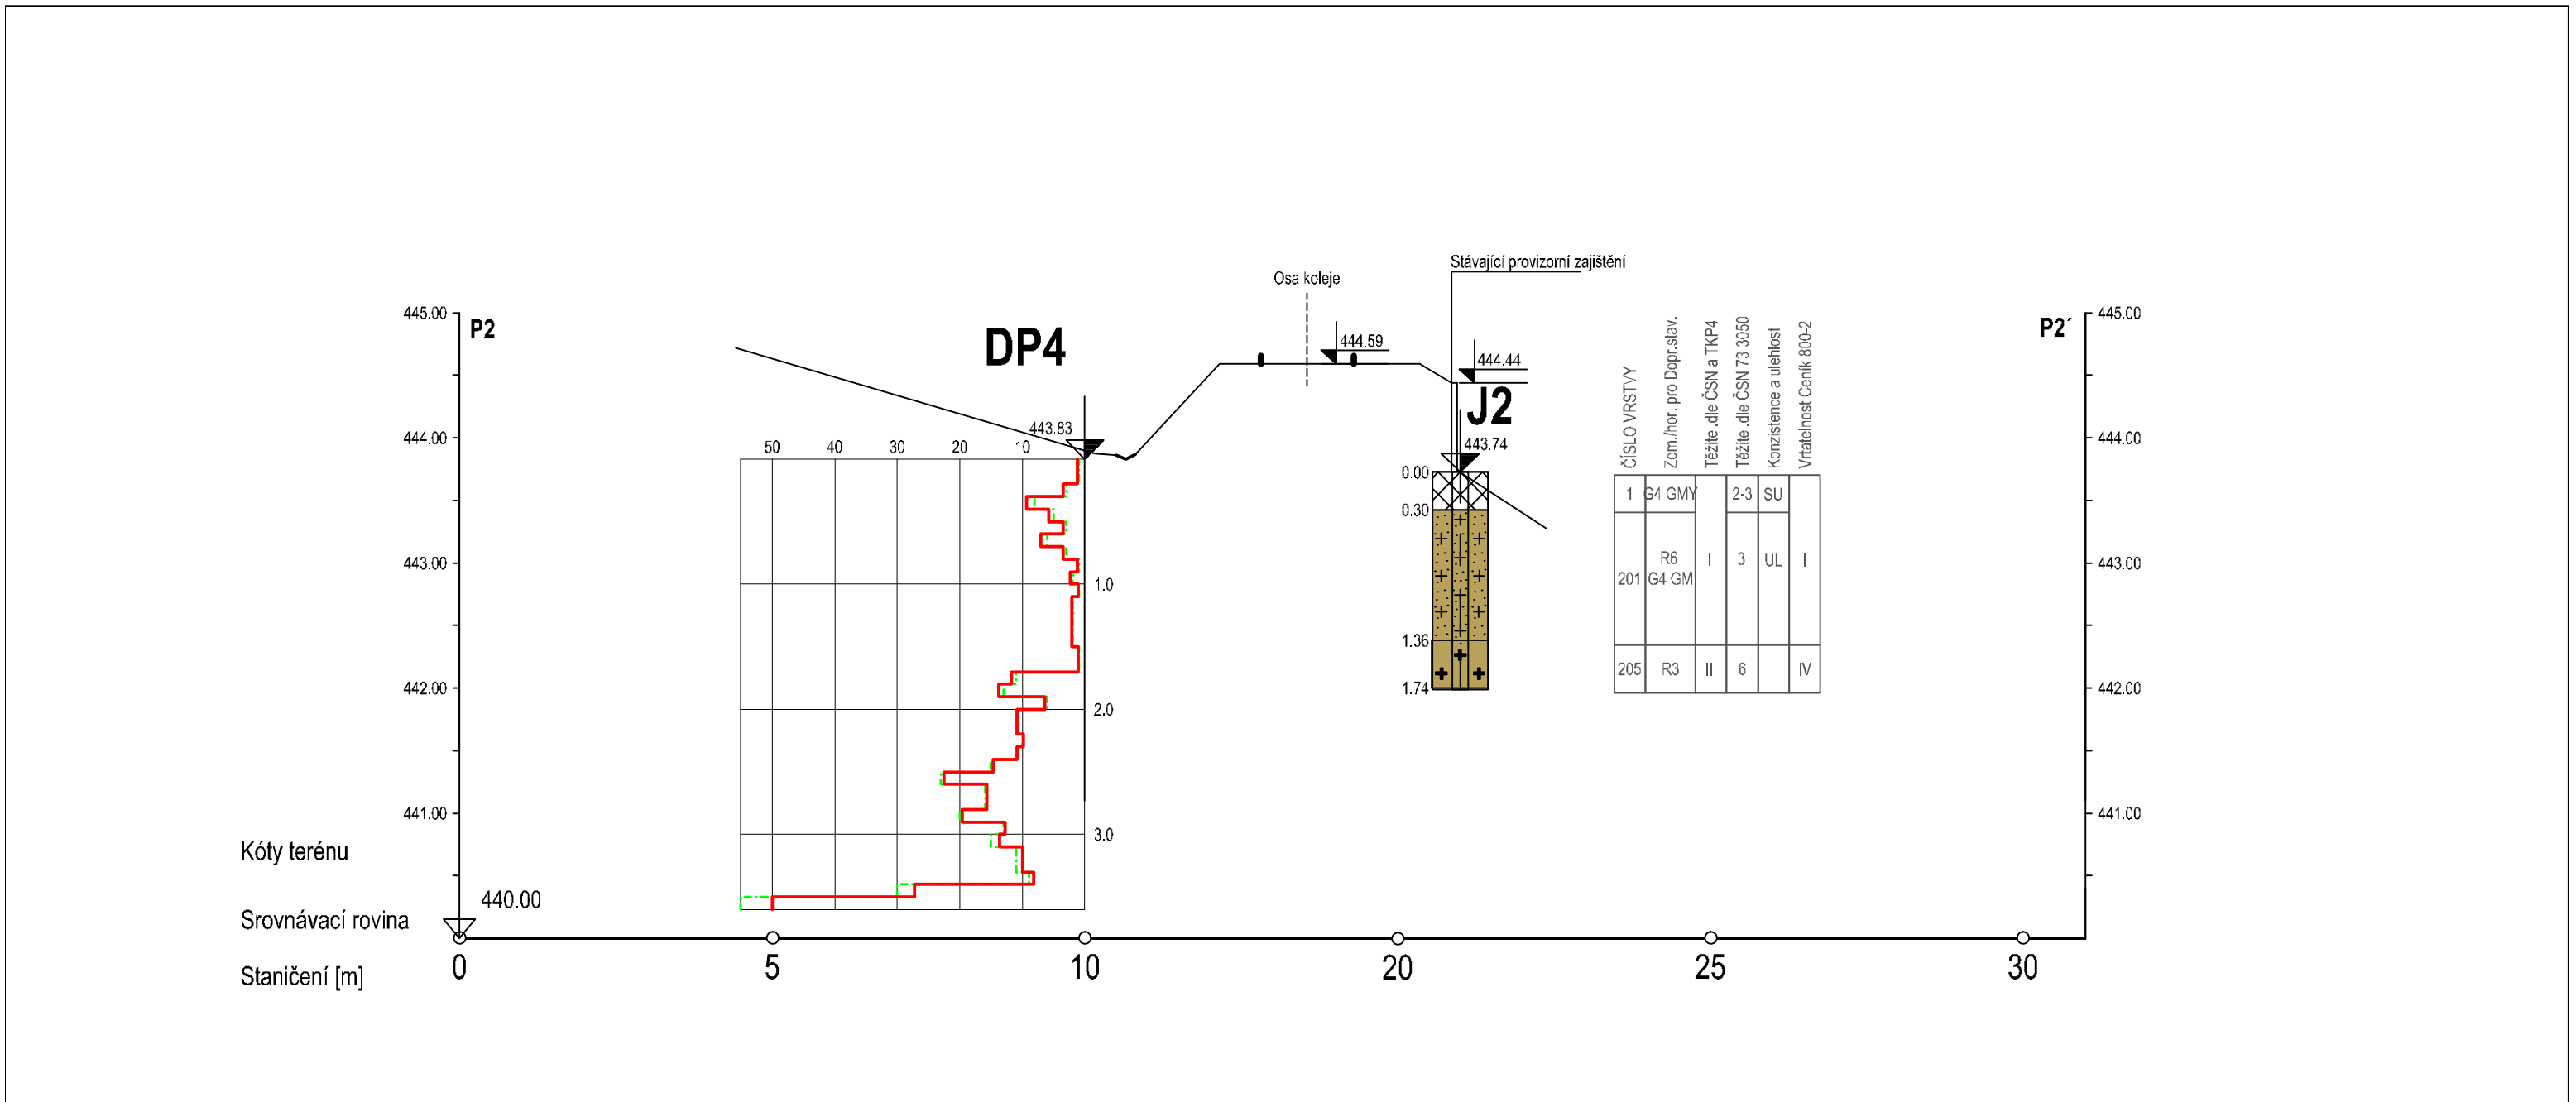 Stávající provizorní zajištění
Osa koleje
445.00
P2
DP4
444.59
444.44
P2´
445.00
J2
443.83
443.74
444.00
444.00
50
40
30
20
10
ČÍSLO VRSTVY
Zem./hor. pro Dopr.stav.
Těžitel.dle ČSN a TKP4
Těžitel.dle ČSN 73 3050
Konzistence a ulehlost
Vrtatelnost Ceník 800-2
0.00
0.30
1.36
1.74
1
G4 GMY
2-3
SU
201
R6
G4 GM
I
3
UL
I
205
R3
III
6
IV
443.00
1.0
443.00
442.00
2.0
442.00
441.00
3.0
441.00
Kóty terénu
440.00
Srovnávací rovina
Staničení [m]
0
5
10
20
25
30